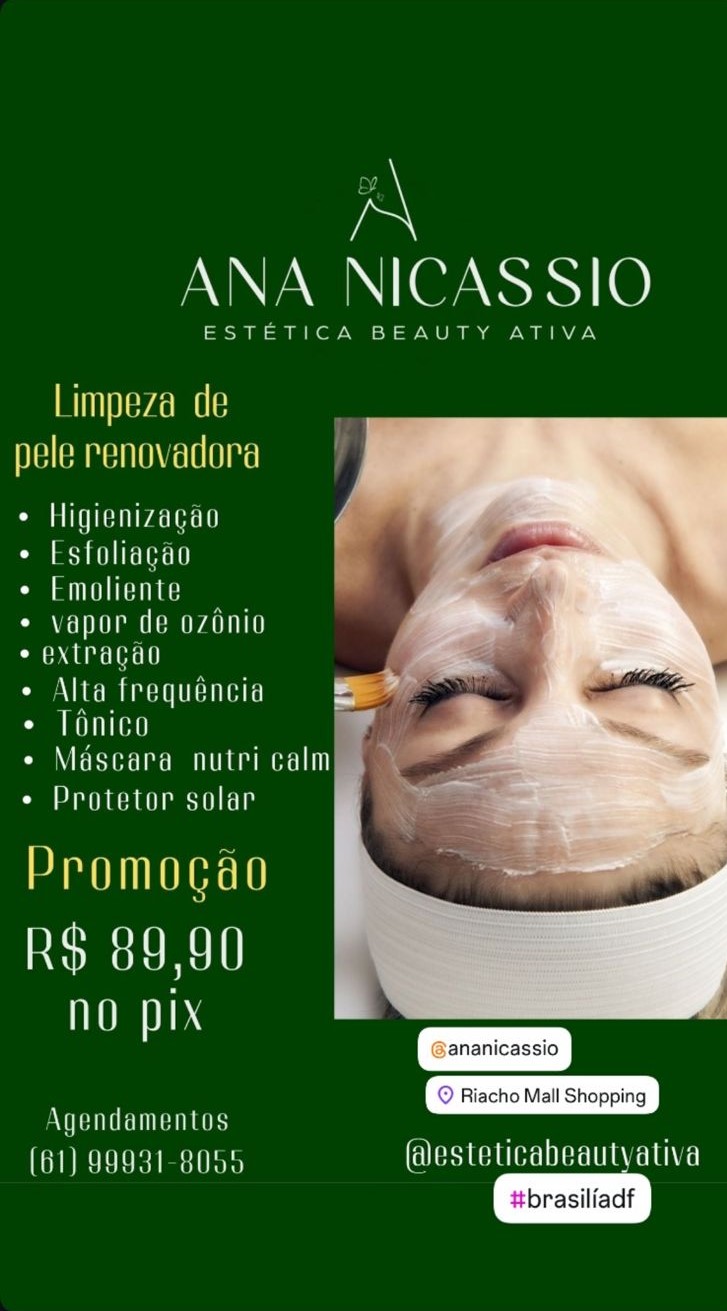 ANA NICASSIO
ESTÉTICA BEAUTY ATIVA
Limpeza de
pele renovadora
• Higienização
• Esfoliação
• Emoliente
• vapor de ozônio
• extração
• Alta frequência
• Tônico
• Máscara nutri calm
• Protetor solar
Promoção
R$ 89,90
no pix
Agendamentos
(61) 99931-8055
@ananicassio
Riacho Mall Shopping
@esteticabeautyativa
#brasilíadf